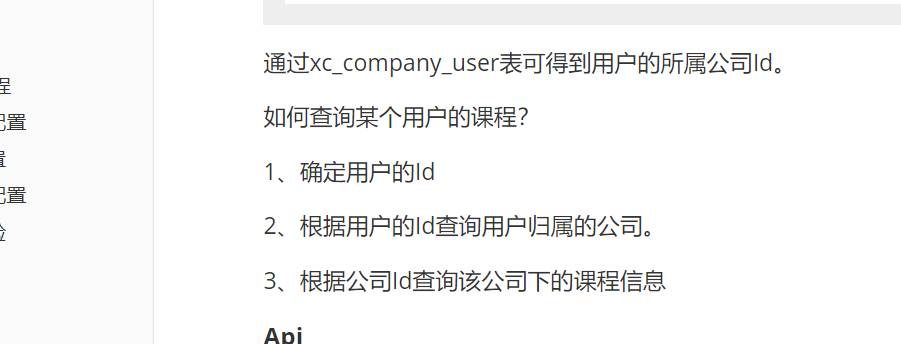 通过xc_company_user表可得到用户的所属公司Id。
程
如何查询某个用户的课程？
配置
置
1、确定用户的Id
配置
2、根据用户的Id查询用户归属的公司。
验
3、根据公司Id查询该公司下的课程信息
Api